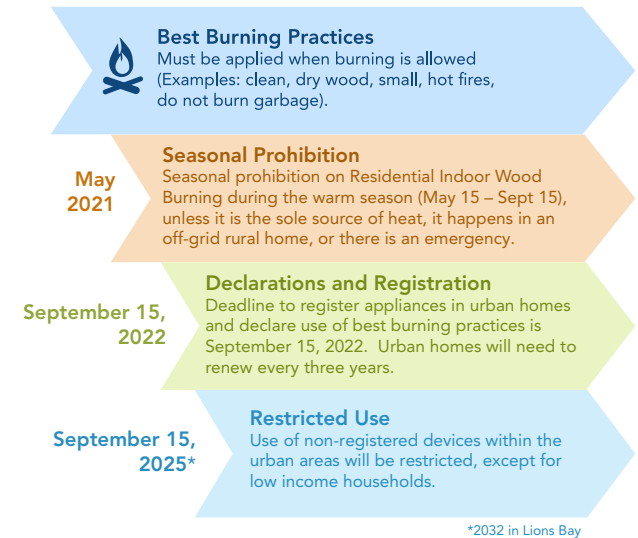 Best Burning Practices
Must be applied when burning is allowed
(Examples: clean, dry wood, small, hot fires,
do not burn garbage).
May
2021
Seasonal Prohibition
Seasonal prohibition on Residential Indoor Wood
Burning during the warm season (May 15 – Sept 15),
unless it is the sole source of heat, it happens in an
off-grid rural home, or there is an emergency.
September 15,
2022
Declarations and Registration
Deadline to register appliances in urban homes
and declare use of best burning practices is
September 15, 2022.  Urban homes will need to
renew every three years.
September 15,
2025*
Restricted Use
Use of non-registered devices within the
urban areas will be restricted, except for
low income households.
*2032 in Lions Bay